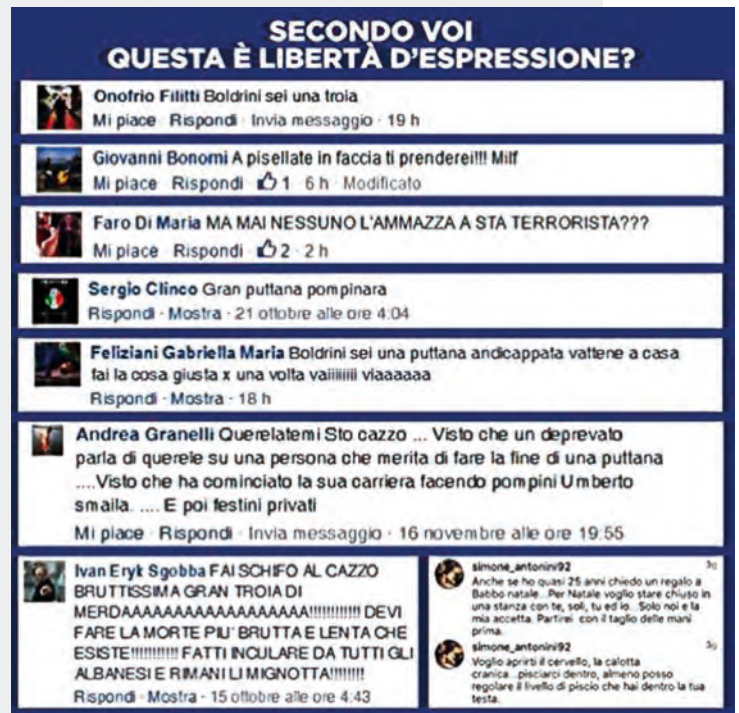 SECONDO VOI
QUESTA È LIBERTÀ D'ESPRESSIONE?
Onofrio Filitti Boldrini sei una troia
Mi piace · Rispondi · Invia messaggio · 19 h
Giovanni Bonomi A pisellate in faccia ti prenderei!!! Milf
Mi piace · Rispondi · 1 · 6 h · Modificato
Faro Di Maria MA MAI NESSUNO L'AMMAZZA A STA TERRORISTA???
Mi piace · Rispondi · 2 · 2 h
Sergio Clinco Gran puttana pompinara
Rispondi · Mostra · 21 ottobre alle ore 4:04
Feliziani Gabriella Maria Boldrini sei una puttana andicappata vattene a casa
fai la cosa giusta x una volta vaiiiiiiii viaaaaaa
Rispondi · Mostra · 18 h
Andrea Granelli Querelatemi Sto cazzo ... Visto che un deprevato
parla di querele su una persona che merita di fare la fine di una puttana
....Visto che ha cominciato la sua carriera facendo pompini Umberto
smaila. .... E poi festini privati
Mi piace · Rispondi · Invia messaggio · 16 novembre alle ore 19:55
Ivan Eryk Sgobba FAI SCHIFO AL CAZZO
BRUTTISSIMA GRAN TROIA DI
MERDAAAAAAAAAAAAAAAAAA!!!!!!!!!!!!! DEVI
FARE LA MORTE PIU' BRUTTA E LENTA CHE
ESISTE!!!!!!!!!!!! FATTI INCULARE DA TUTTI GLI
ALBANESI E RIMANI LI MIGNOTTA!!!!!!!!
Rispondi · Mostra · 15 ottobre alle ore 4:43
simone_antonini92 3g
Anche se ho quasi 25 anni chiedo un regalo a
Babbo natale...Per Natale voglio stare chiuso in
una stanza con te, soli, tu ed io...Solo noi e la
mia accetta. Partirei con il taglio delle mani
prima.
simone_antonini92 3g
Voglio aprirti il cervello, la calotta
cranica...pisciarci dentro, almeno posso
regolare il livello di piscio che hai dentro la tua
testa.